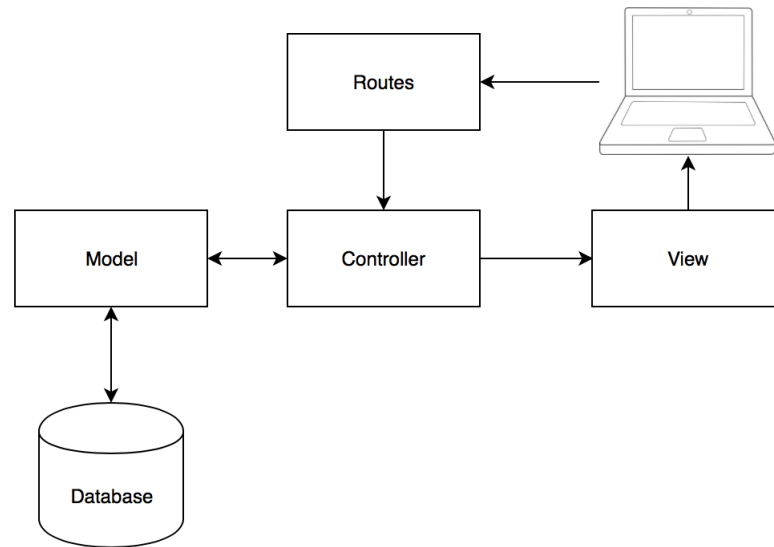 Routes
Model
Controller
View
Database